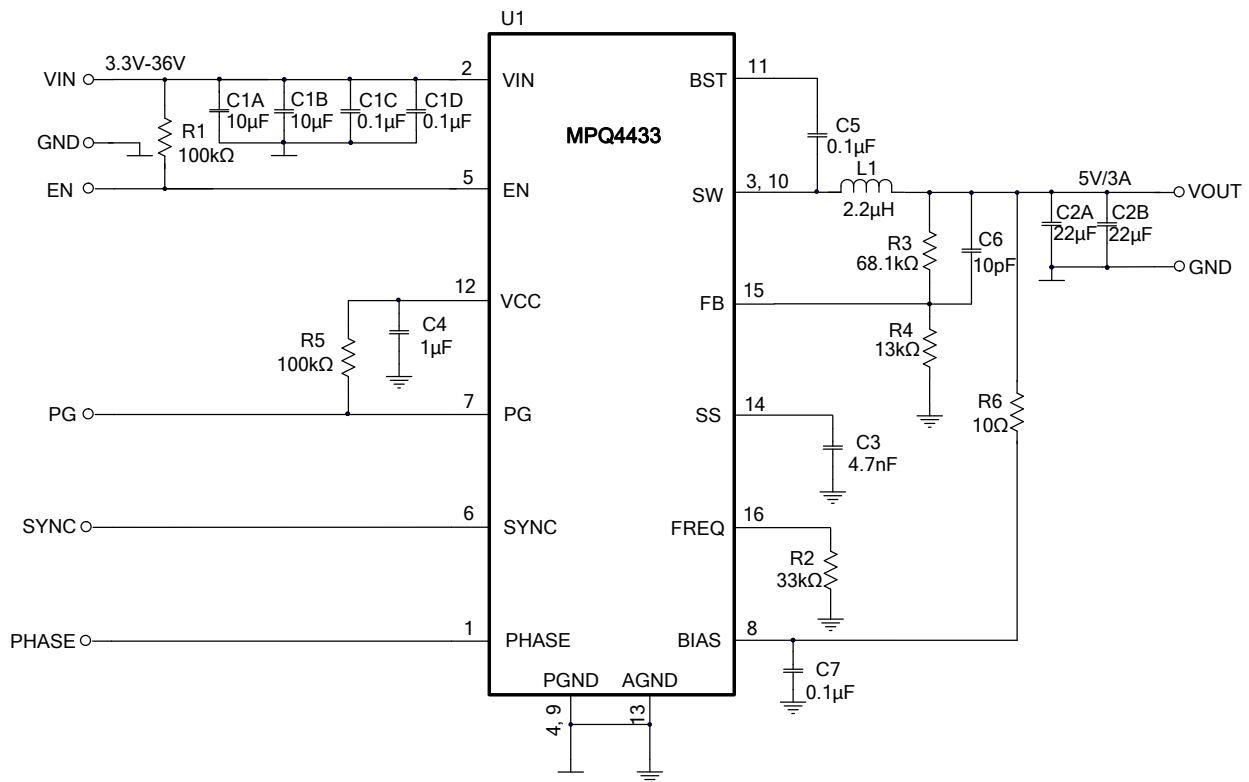 U1
3.3V-36V
VIN
2
VIN
C1A
10µF
C1B
10µF
C1C
0.1µF
C1D
0.1µF
R1
100kΩ
GND
EN
5
EN
MPQ4433
BST
11
C5
0.1µF
SW
3, 10
L1
2.2µH
5V/3A
VOUT
C2A
22µF
C2B
22µF
GND
R3
68.1kΩ
C6
10pF
12
VCC
FB
15
R5
100kΩ
C4
1µF
R4
13kΩ
PG
7
PG
SS
14
C3
4.7nF
R6
10Ω
SYNC
6
SYNC
FREQ
16
R2
33kΩ
PHASE
1
PHASE
BIAS
8
C7
0.1µF
PGND
AGND
4, 9
13